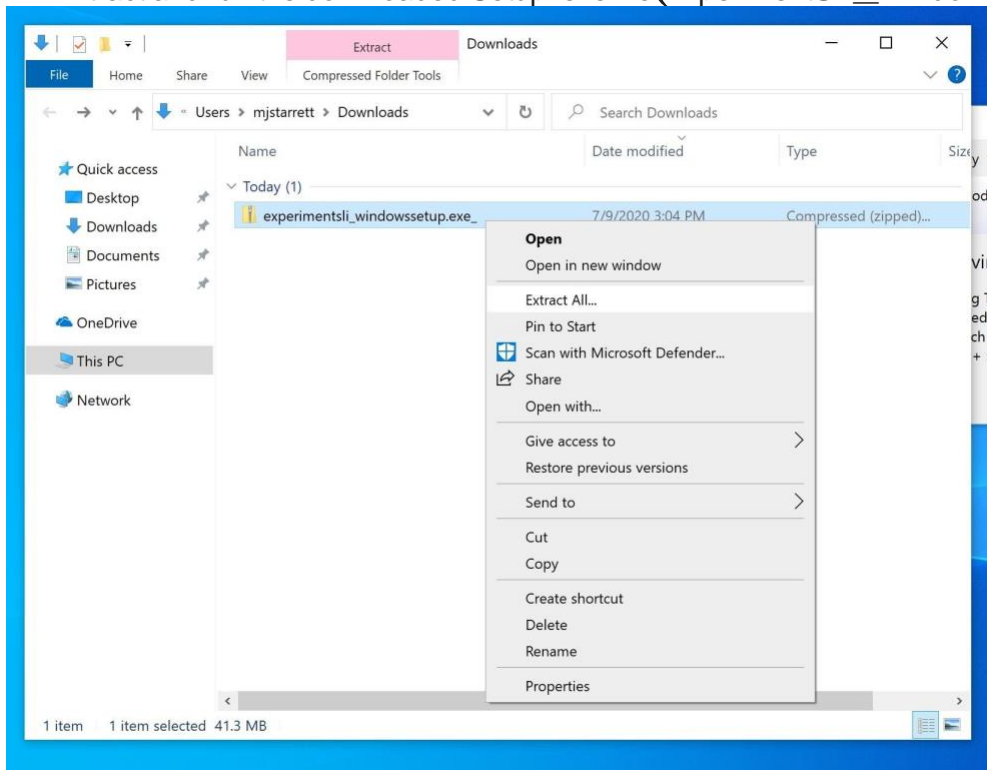 Extract
Downloads
File
Home
Share
View
Compressed Folder Tools
« Users > mjstarrett > Downloads
Search Downloads
Name
Date modified
Type
Size
Quick access
Today (1)
Desktop
experimentsli_windowssetup.exe_
7/9/2020 3:04 PM
Compressed (zipped)...
Downloads
Open
Documents
Open in new window
Pictures
Extract All...
OneDrive
Pin to Start
This PC
Scan with Microsoft Defender...
Share
Network
Open with...
Give access to
Restore previous versions
Send to
Cut
Copy
Create shortcut
Delete
Rename
Properties
1 item
1 item selected
41.3 MB